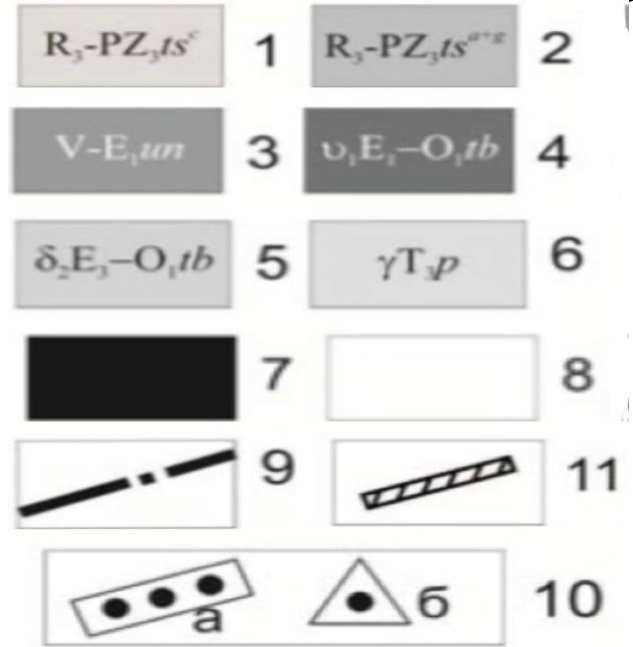 R₃-PZ₃tsᶜ 1 R₃-PZ₃tsᵃ⁺ᵍ 2
V-E₁un 3 υ₁E₁–O₁tb 4
δ₂E₃–O₁tb 5 γT₃p 6
7 8
9 11
а б 10